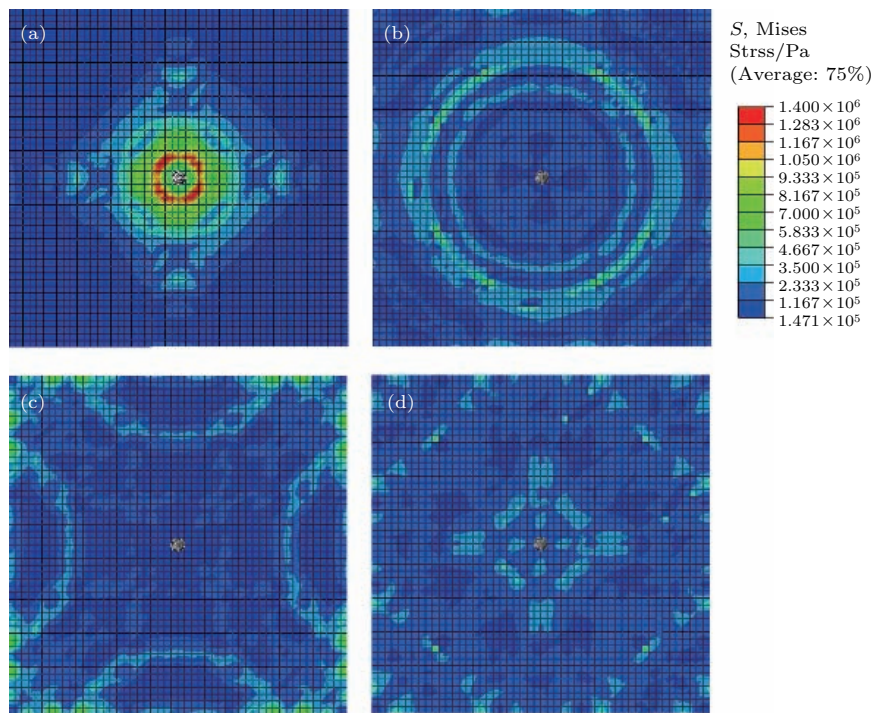 (a)
(b)
S, Mises
Strss/Pa
(Average: 75%)
1.400×10⁶
1.283×10⁶
1.167×10⁶
1.050×10⁶
9.333×10⁵
8.167×10⁵
7.000×10⁵
5.833×10⁵
4.667×10⁵
3.500×10⁵
2.333×10⁵
1.167×10⁵
1.471×10⁵
(c)
(d)